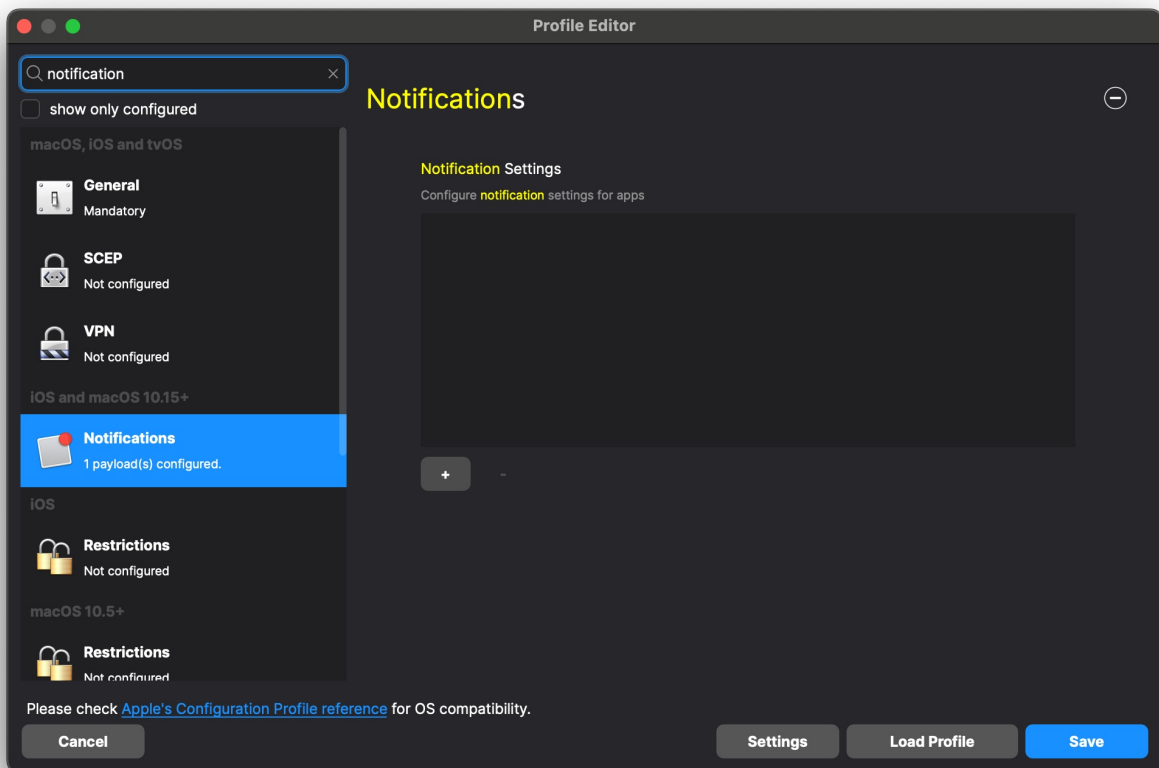 Profile Editor
notification
show only configured
macOS, iOS and tvOS
General
Mandatory
SCEP
Not configured
VPN
Not configured
iOS and macOS 10.15+
Notifications
1 payload(s) configured.
iOS
Restrictions
Not configured
macOS 10.5+
Restrictions
Not configured
Notifications
Notification Settings
Configure notification settings for apps
+ -
Please check Apple's Configuration Profile reference for OS compatibility.
Cancel Settings Load Profile Save